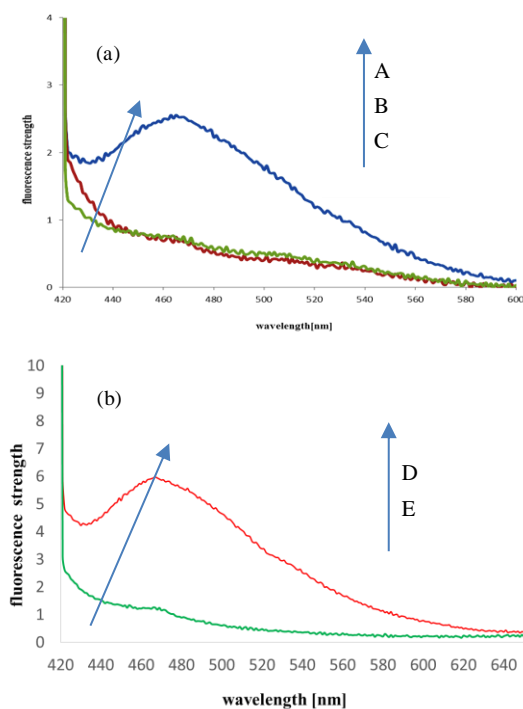 (a)
A
B
C
fluorescence strength
4
3
2
1
0
420 440 460 480 500 520 540 560 580 600
wavelength[nm]
(b)
D
E
fluorescence strength
10
9
8
7
6
5
4
3
2
1
0
420 440 460 480 500 520 540 560 580 600 620 640
wavelength [nm]